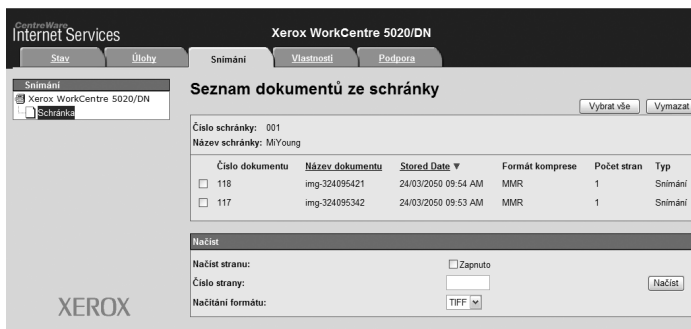 CentreWare
Internet Services
Xerox WorkCentre 5020/DN
Stav Úlohy Snímání Vlastnosti Podpora
Snímání
Xerox WorkCentre 5020/DN
Schránka
Seznam dokumentů ze schránky
Vybrat vše Vymazat
Číslo schránky: 001
Název schránky: MiYoung
Číslo dokumentu Název dokumentu Stored Date ▼ Formát komprese Počet stran Typ
118 img-324095421 24/03/2050 09:54 AM MMR 1 Snímání
117 img-324095342 24/03/2050 09:53 AM MMR 1 Snímání
Načíst
Načíst stranu: Zapnuto
Číslo strany: Načíst
Načítání formátu: TIFF
XEROX